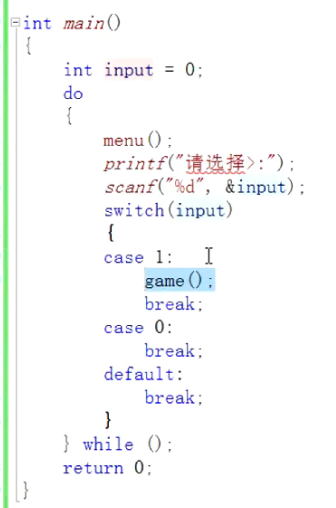 int main()
{
int input = 0;
do
{
menu();
printf("请选择>:");
scanf("%d", &input);
switch(input)
{
case 1:
game();
break;
case 0:
break;
default:
break;
}
} while ();
return 0;
}